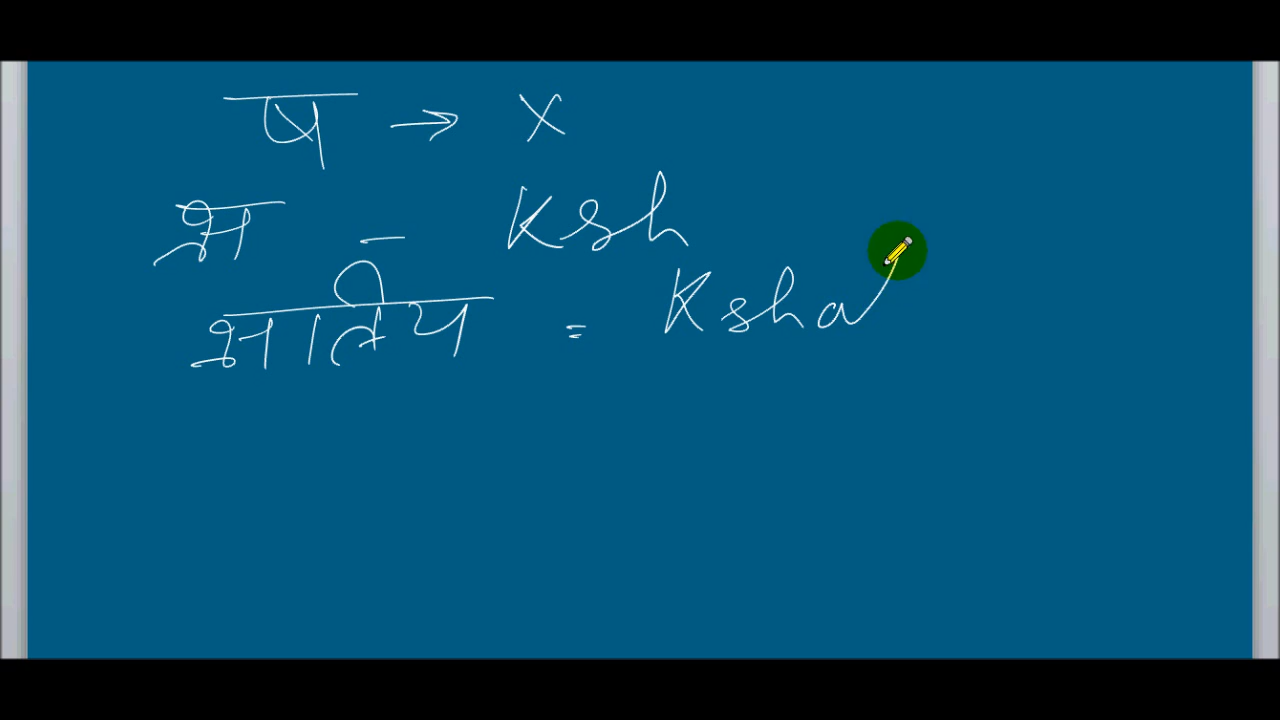 ष → X
क्ष - Ksh
क्षत्रिय = Ksha